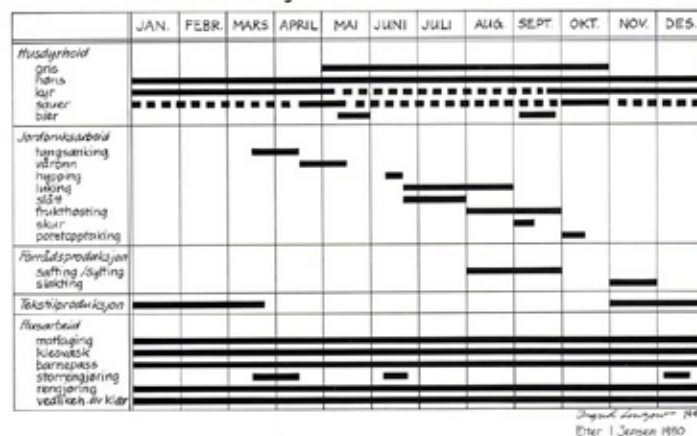 JAN. FEBR. MARS APRIL MAI JUNI JULI AUG. SEPT. OKT. NOV. DES.
Husdyrhold
gris
høns
kyr
sauer
bier
Jordbruksarbeid
tangsanking
våronn
hypping
luking
slått
frukthøsting
skur
potetopptaking
Forrådsproduksjon
safting/sylting
slakting
Tekstilproduksjon
Husarbeid
matlaging
klesvask
barnepass
storrengjøring
rengjøring
vedlikeh. av klær
Etter I. Jensen 1980